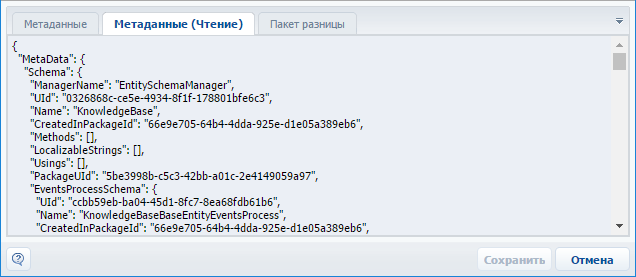 Метаданные Метаданные (Чтение) Пакет разницы
{
"MetaData": {
"Schema": {
"ManagerName": "EntitySchemaManager",
"UId": "0326868c-ce5e-4934-8f1f-178801bfe6c3",
"Name": "KnowledgeBase",
"CreatedInPackageId": "66e9e705-64b4-4dda-925e-d1e05a389eb6",
"Methods": [],
"LocalizableStrings": [],
"Usings": [],
"PackageUId": "5be3998b-c5c3-42bb-a01c-2e4149059a97",
"EventsProcessSchema": {
"UId": "ccbb59eb-ba04-45d1-8fc7-8ea68fdb61b6",
"Name": "KnowledgeBaseBaseEntityEventsProcess",
"CreatedInPackageId": "66e9e705-64b4-4dda-925e-d1e05a389eb6",
? Сохранить Отмена